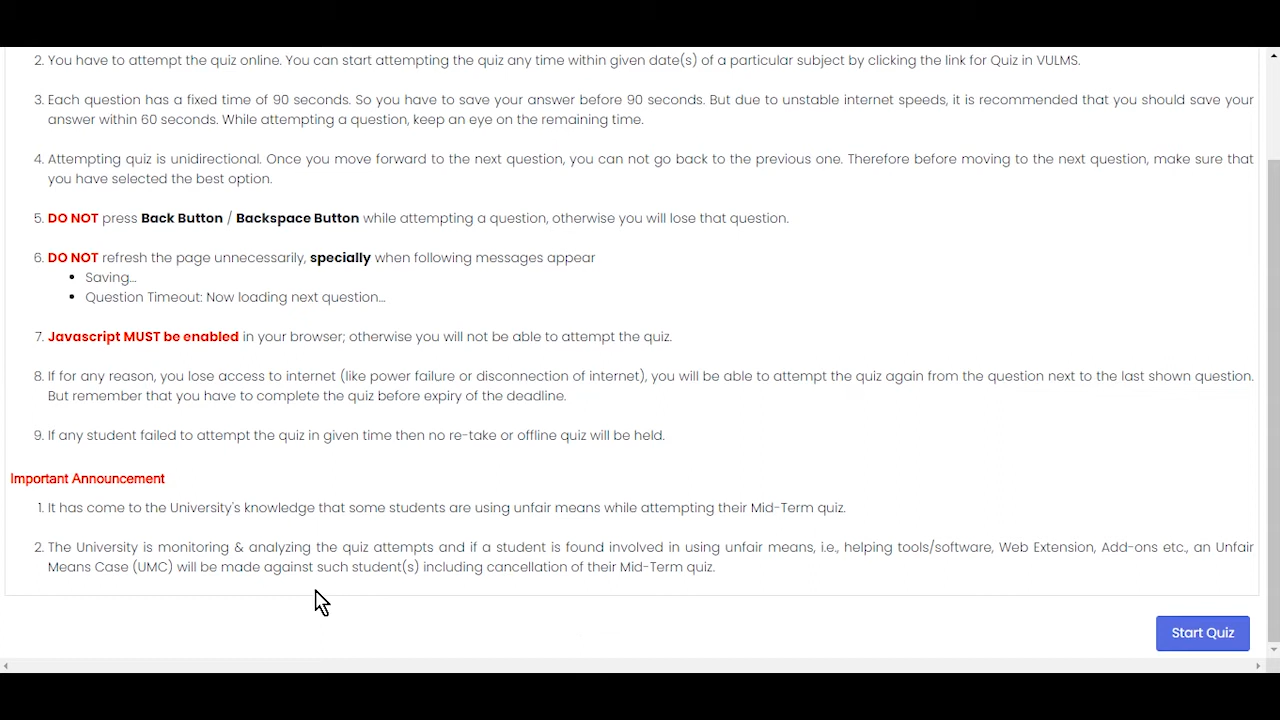 2. You have to attempt the quiz online. You can start attempting the quiz any time within given date(s) of a particular subject by clicking the link for Quiz in VULMS.
3. Each question has a fixed time of 90 seconds. So you have to save your answer before 90 seconds. But due to unstable internet speeds, it is recommended that you should save your
answer within 60 seconds. While attempting a question, keep an eye on the remaining time.
4. Attempting quiz is unidirectional. Once you move forward to the next question, you can not go back to the previous one. Therefore before moving to the next question, make sure that
you have selected the best option.
5. DO NOT press Back Button / Backspace Button while attempting a question, otherwise you will lose that question.
6. DO NOT refresh the page unnecessarily, specially when following messages appear
• Saving...
• Question Timeout: Now loading next question...
7. Javascript MUST be enabled in your browser; otherwise you will not be able to attempt the quiz.
8. If for any reason, you lose access to internet (like power failure or disconnection of internet), you will be able to attempt the quiz again from the question next to the last shown question.
But remember that you have to complete the quiz before expiry of the deadline.
9. If any student failed to attempt the quiz in given time then no re-take or offline quiz will be held.
Important Announcement
1. It has come to the University's knowledge that some students are using unfair means while attempting their Mid-Term quiz.
2. The University is monitoring & analyzing the quiz attempts and if a student is found involved in using unfair means, i.e., helping tools/software, Web Extension, Add-ons etc., an Unfair
Means Case (UMC) will be made against such student(s) including cancellation of their Mid-Term quiz.
Start Quiz